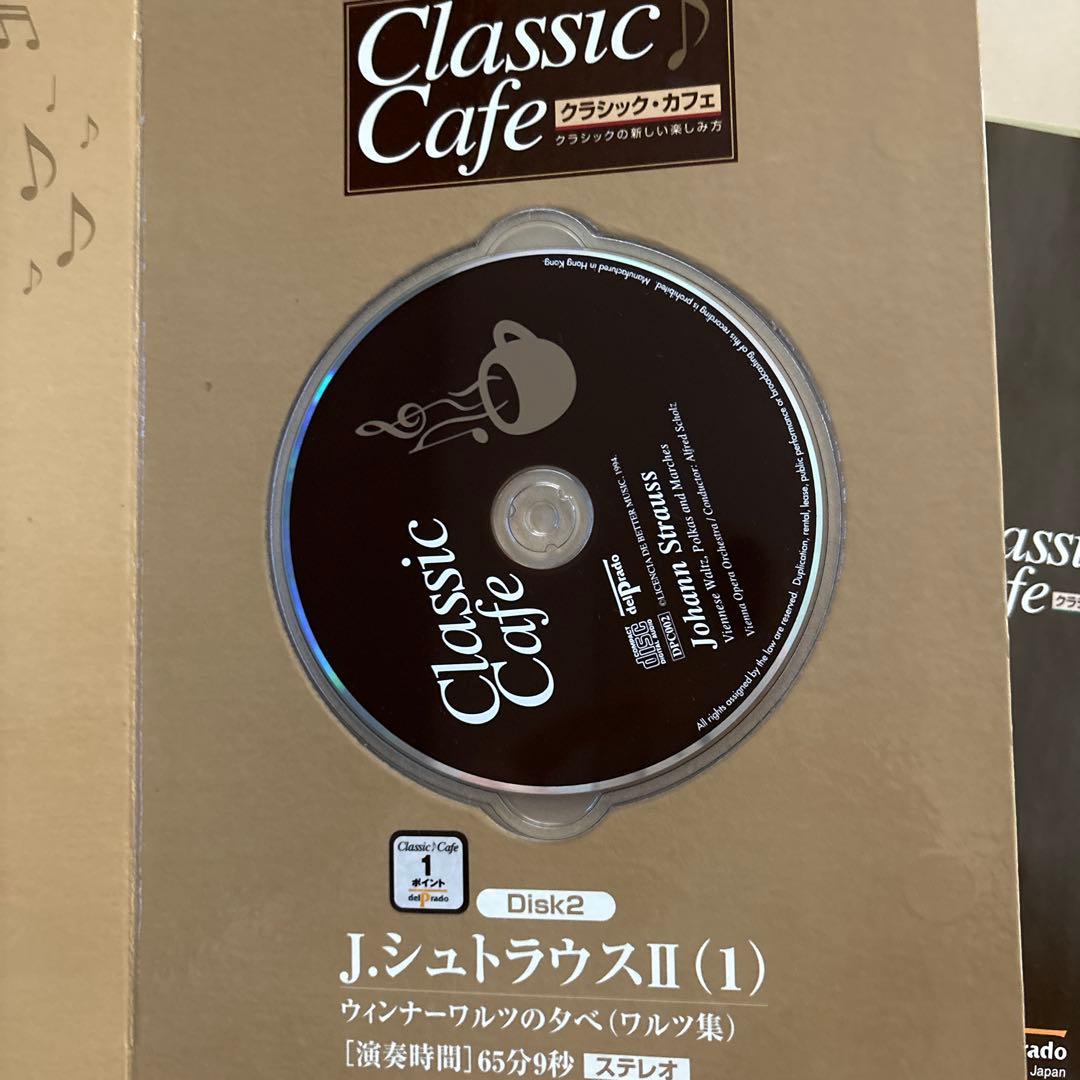 Classic
Cafe
クラシック・カフェ
クラシックの新しい楽しみ方
Classic
Cafe
COMPACT
disc
DIGITAL AUDIO
delPrado
DPC002
©LICENCIA DE BETTER MUSIC. 1994.
Johann Strauss
Viennese Waltz, Polkas and Marches
Vienna Opera Orchestra / Conductor: Alfred Scholz
All rights assigned by the law are reserved. Duplication, rental, lease, public performance or broadcasting of this recording is prohibited. Manufactured in Hong Kong.
Classic Cafe
1
ポイント
delPrado
Disk2
J.シュトラウスⅡ(1)
ウィンナーワルツの夕べ(ワルツ集)
[演奏時間]65分9秒 ステレオ
Japan